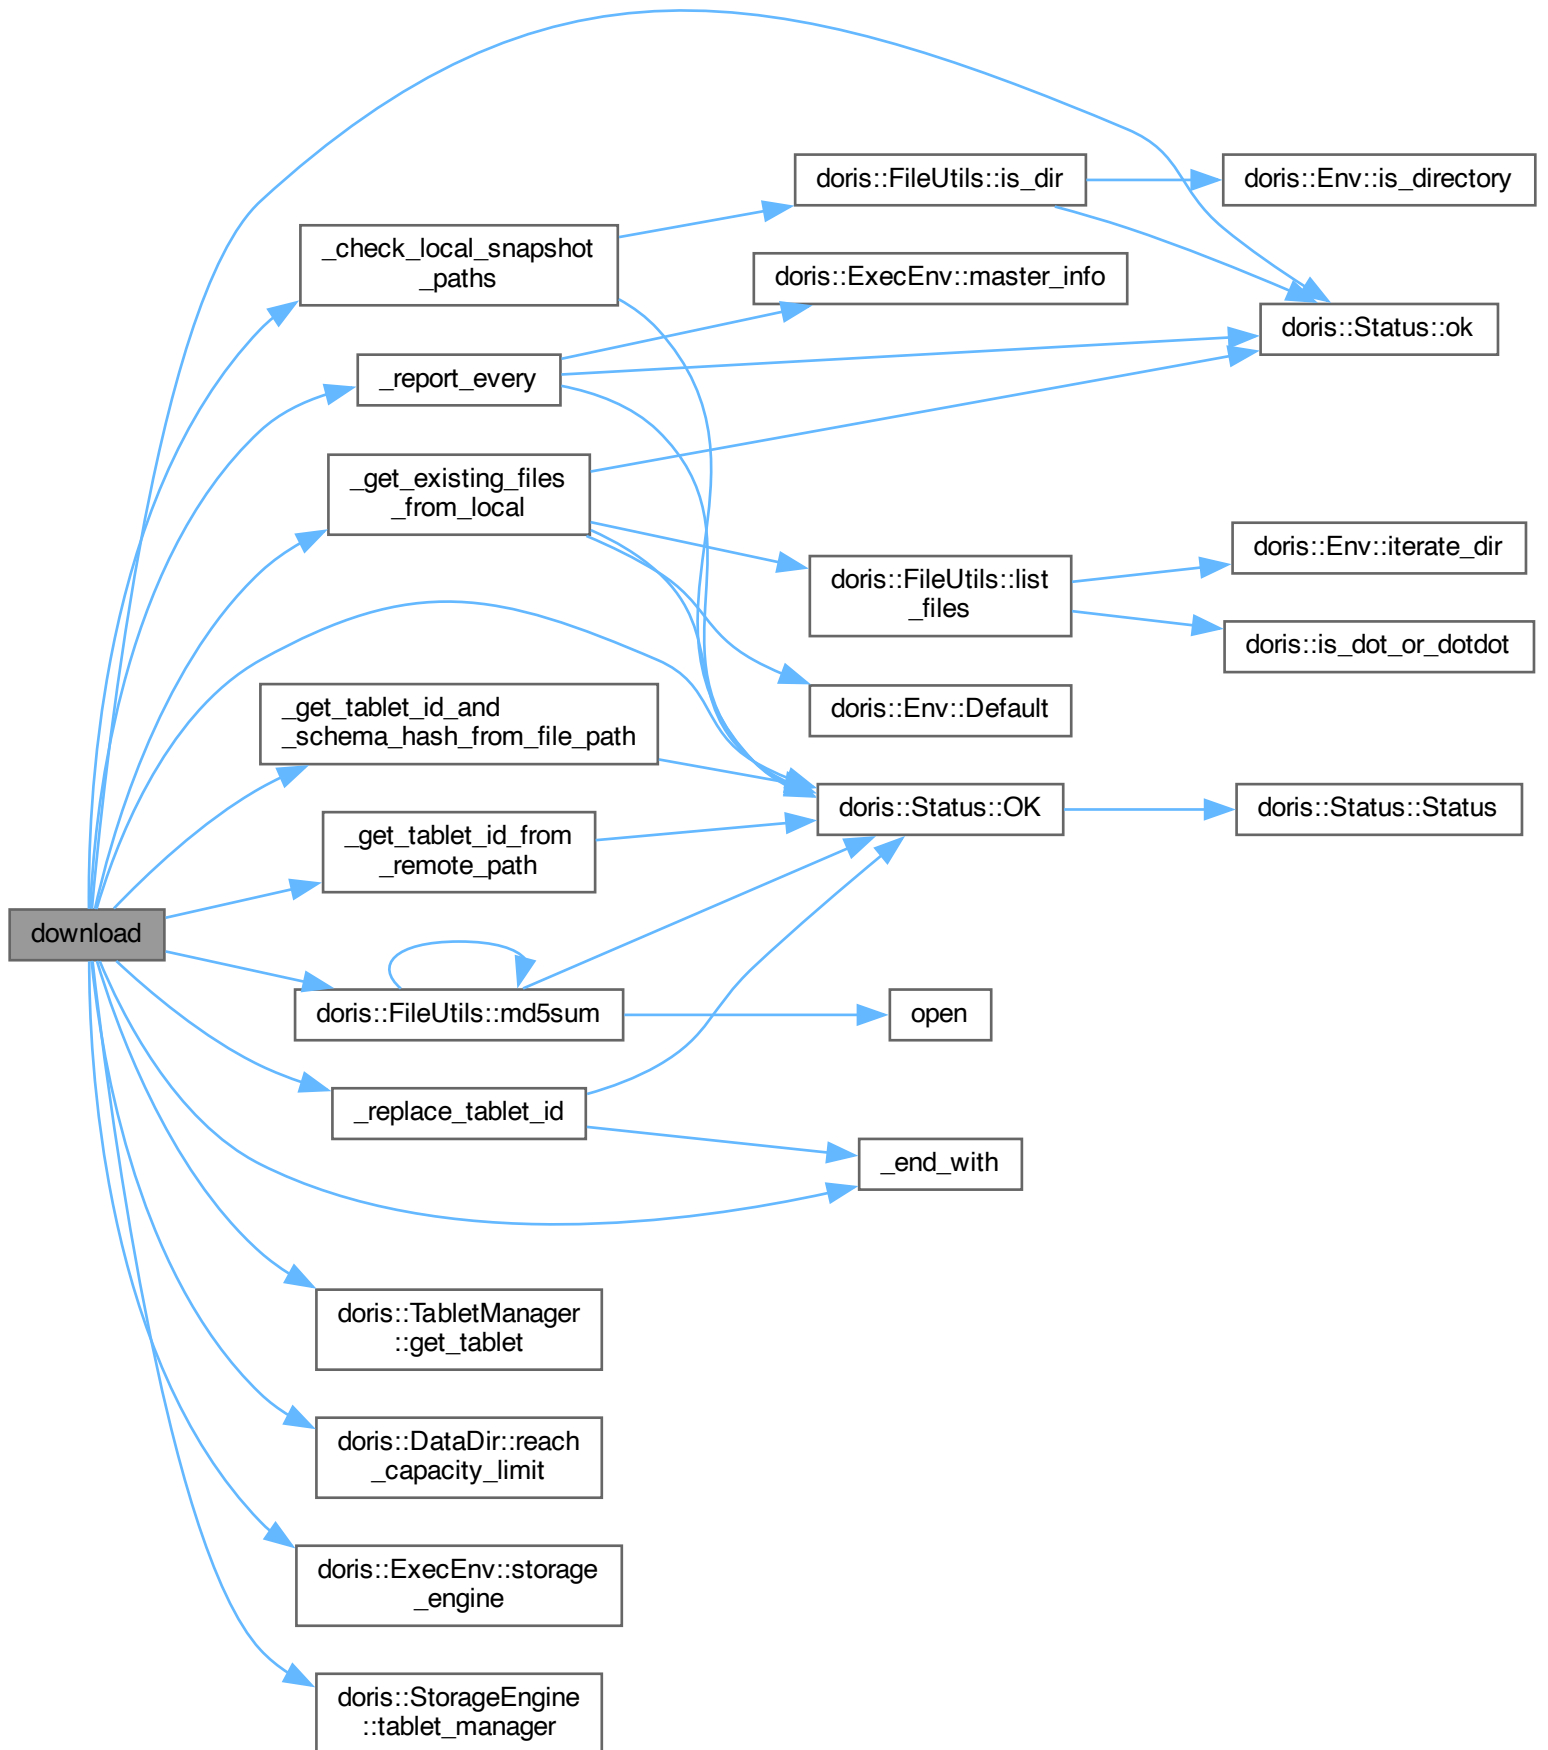 download
_check_local_snapshot
_paths
_report_every
_get_existing_files
_from_local
_get_tablet_id_and
_schema_hash_from_file_path
_get_tablet_id_from
_remote_path
doris::FileUtils::md5sum
_replace_tablet_id
doris::TabletManager
::get_tablet
doris::DataDir::reach
_capacity_limit
doris::ExecEnv::storage
_engine
doris::StorageEngine
::tablet_manager
doris::FileUtils::is_dir
doris::ExecEnv::master_info
doris::FileUtils::list
_files
doris::Env::Default
doris::Status::OK
open
_end_with
doris::Env::is_directory
doris::Status::ok
doris::Env::iterate_dir
doris::is_dot_or_dotdot
doris::Status::Status